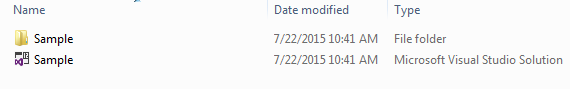 Name Date modified Type
Sample 7/22/2015 10:41 AM File folder
Sample 7/22/2015 10:41 AM Microsoft Visual Studio Solution